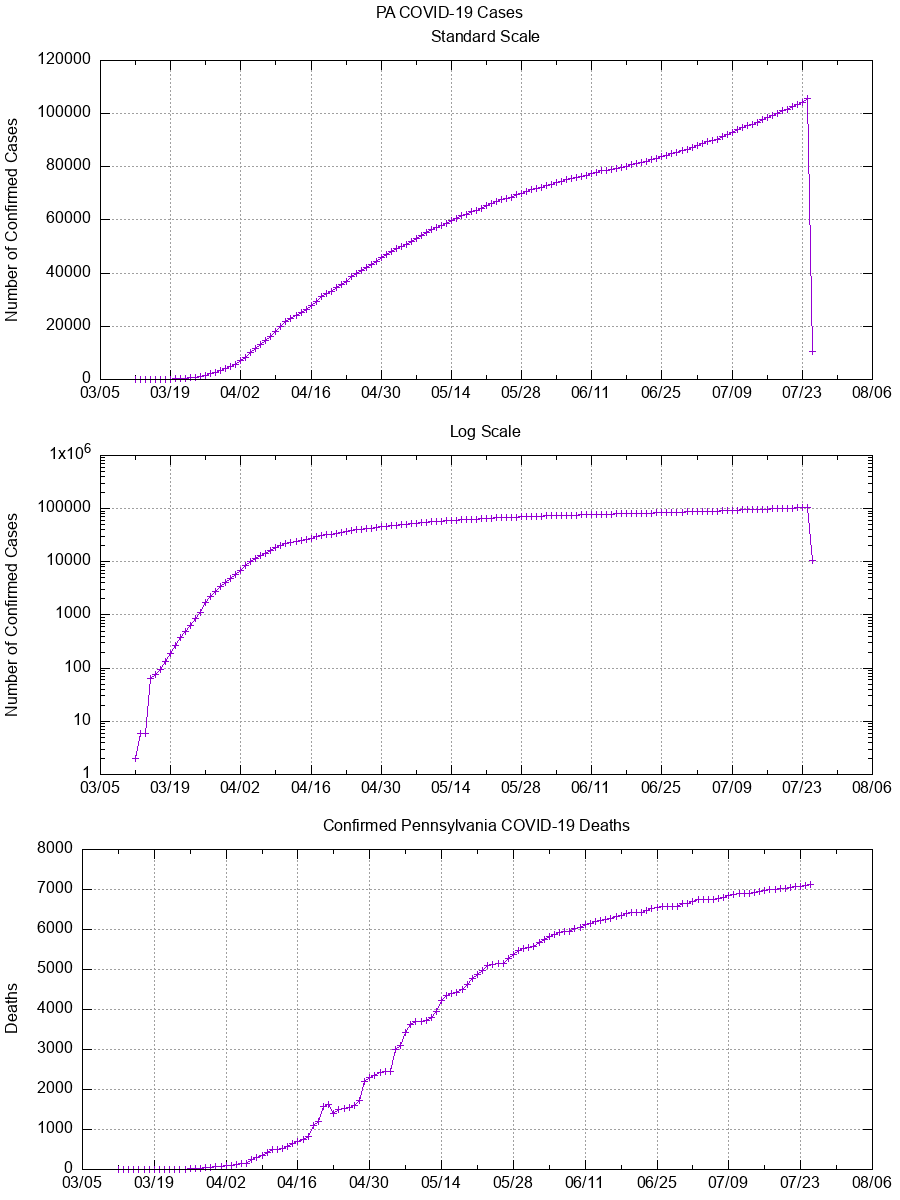 PA COVID-19 Cases
Standard Scale
120000
100000
80000
60000
40000
20000
0
Number of Confirmed Cases
03/05 03/19 04/02 04/16 04/30 05/14 05/28 06/11 06/25 07/09 07/23 08/06
Log Scale
1x10⁶
100000
10000
1000
100
10
1
Number of Confirmed Cases
03/05 03/19 04/02 04/16 04/30 05/14 05/28 06/11 06/25 07/09 07/23 08/06
Confirmed Pennsylvania COVID-19 Deaths
8000
7000
6000
5000
4000
3000
2000
1000
0
Deaths
03/05 03/19 04/02 04/16 04/30 05/14 05/28 06/11 06/25 07/09 07/23 08/06